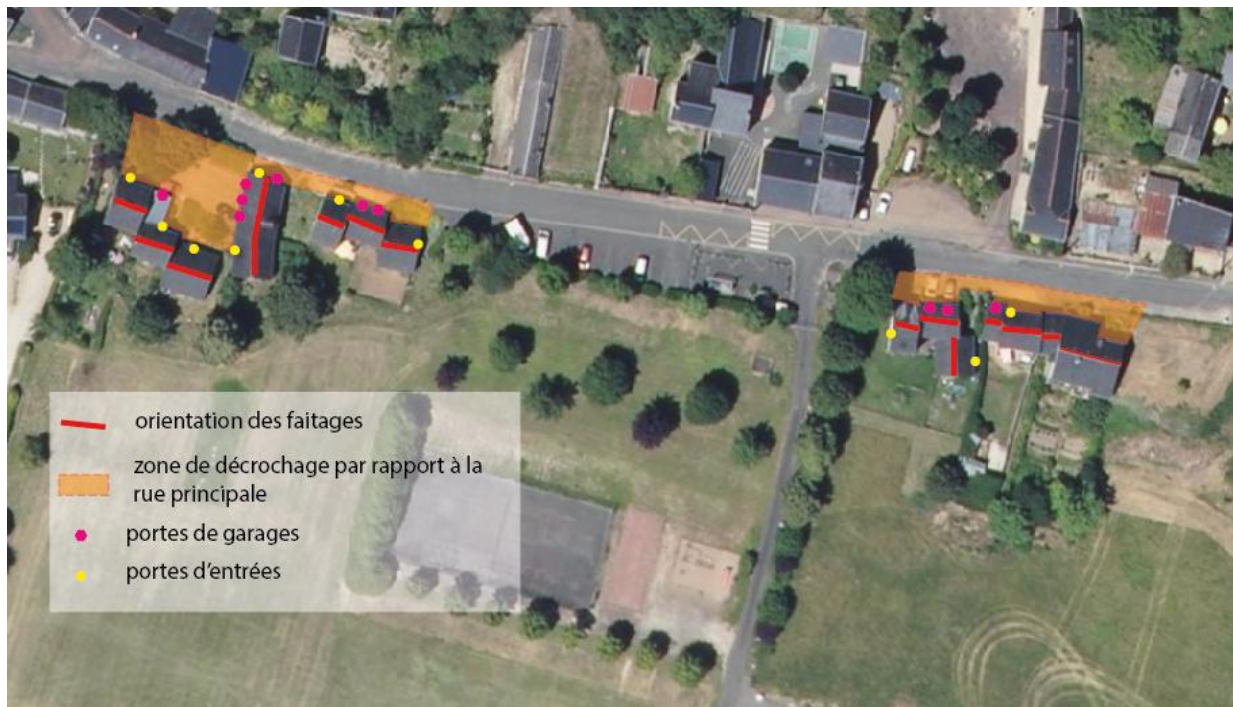 orientation des faitages
zone de décrochage par rapport à la
rue principale
portes de garages
portes d'entrées